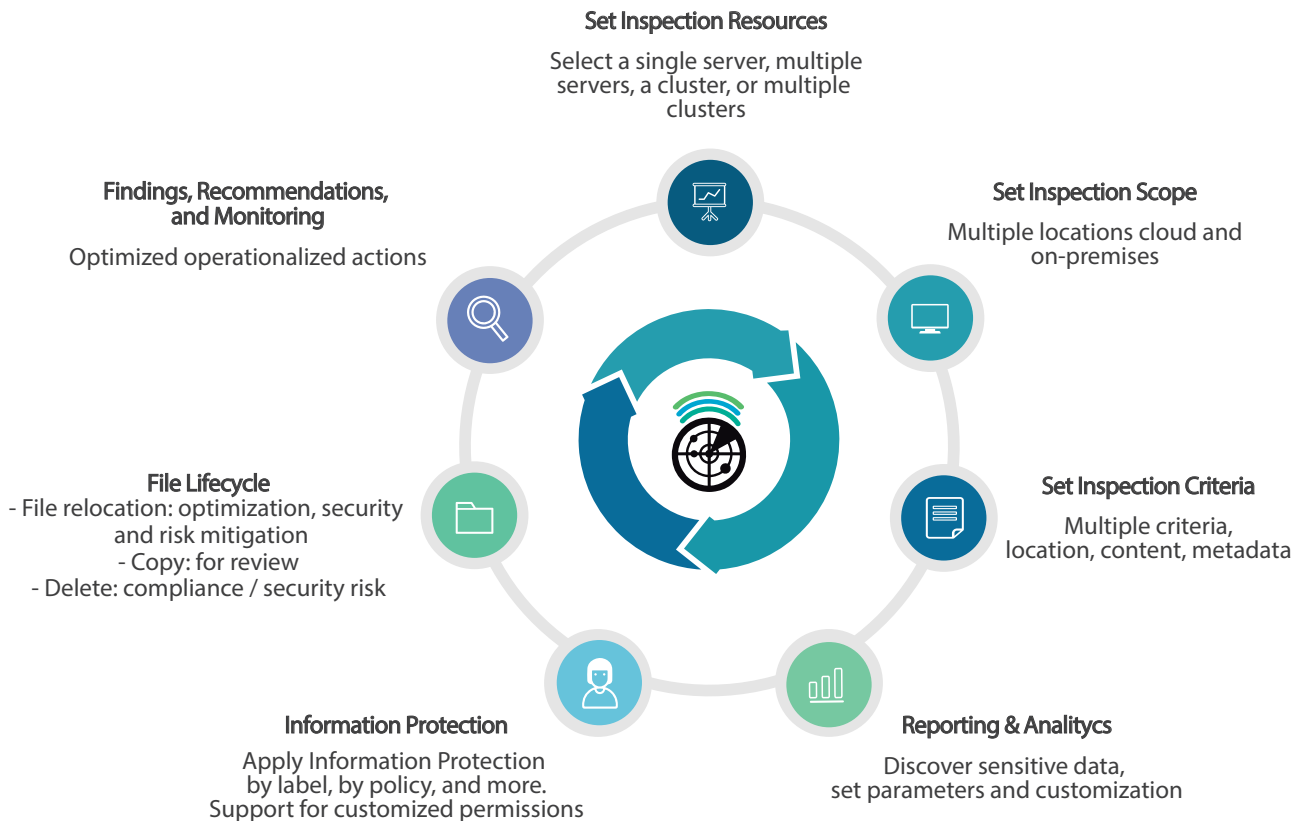 Set Inspection Resources
Select a single server, multiple
servers, a cluster, or multiple
clusters
Set Inspection Scope
Multiple locations cloud and
on-premises
Set Inspection Criteria
Multiple criteria,
location, content, metadata
Reporting & Analitycs
Discover sensitive data,
set parameters and customization
Information Protection
Apply Information Protection
by label, by policy, and more.
Support for customized permissions
File Lifecycle
- File relocation: optimization, security
and risk mitigation
- Copy: for review
- Delete: compliance / security risk
Findings, Recommendations,
and Monitoring
Optimized operationalized actions